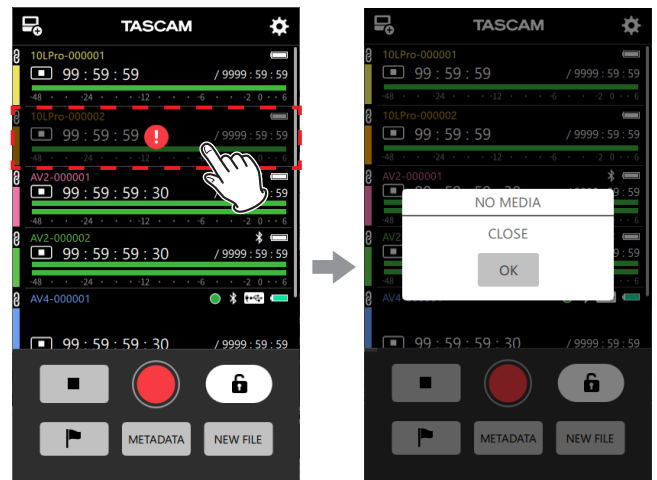 TASCAM
10LPro-000001
99 : 59 : 59 / 9999 : 59 : 59
-48 -24 -12 -6 -2 0 6
10LPro-000002
99 : 59 : 59 ! / 9999 : 59 : 59
-48 -24 -12 -6 -2 0 6
AV2-000001
99 : 59 : 59 : 30 : 59
-48 -24 -12 -6 -2 0 6
AV2-000002
99 : 59 : 59 : 30 / 9999 : 59 : 59
-48 -24 -12 -6 -2 0 6
AV4-000001
99 : 59 : 59 : 30 / 9999 : 59 : 59
METADATA
NEW FILE
TASCAM
10LPro-000001
99 : 59 : 59 / 9999 : 59 : 59
-48 -24 -12 -6 -2 0 6
10LPro-000002
99 : 59 : 59 / 9999 : 59 : 59
-48 -24 -12 -6 -2 0 6
AV2-000001
NO MEDIA
CLOSE
OK
AV4-000001
99 : 59 : 59 : 30 / 9999 : 59 : 59
METADATA
NEW FILE